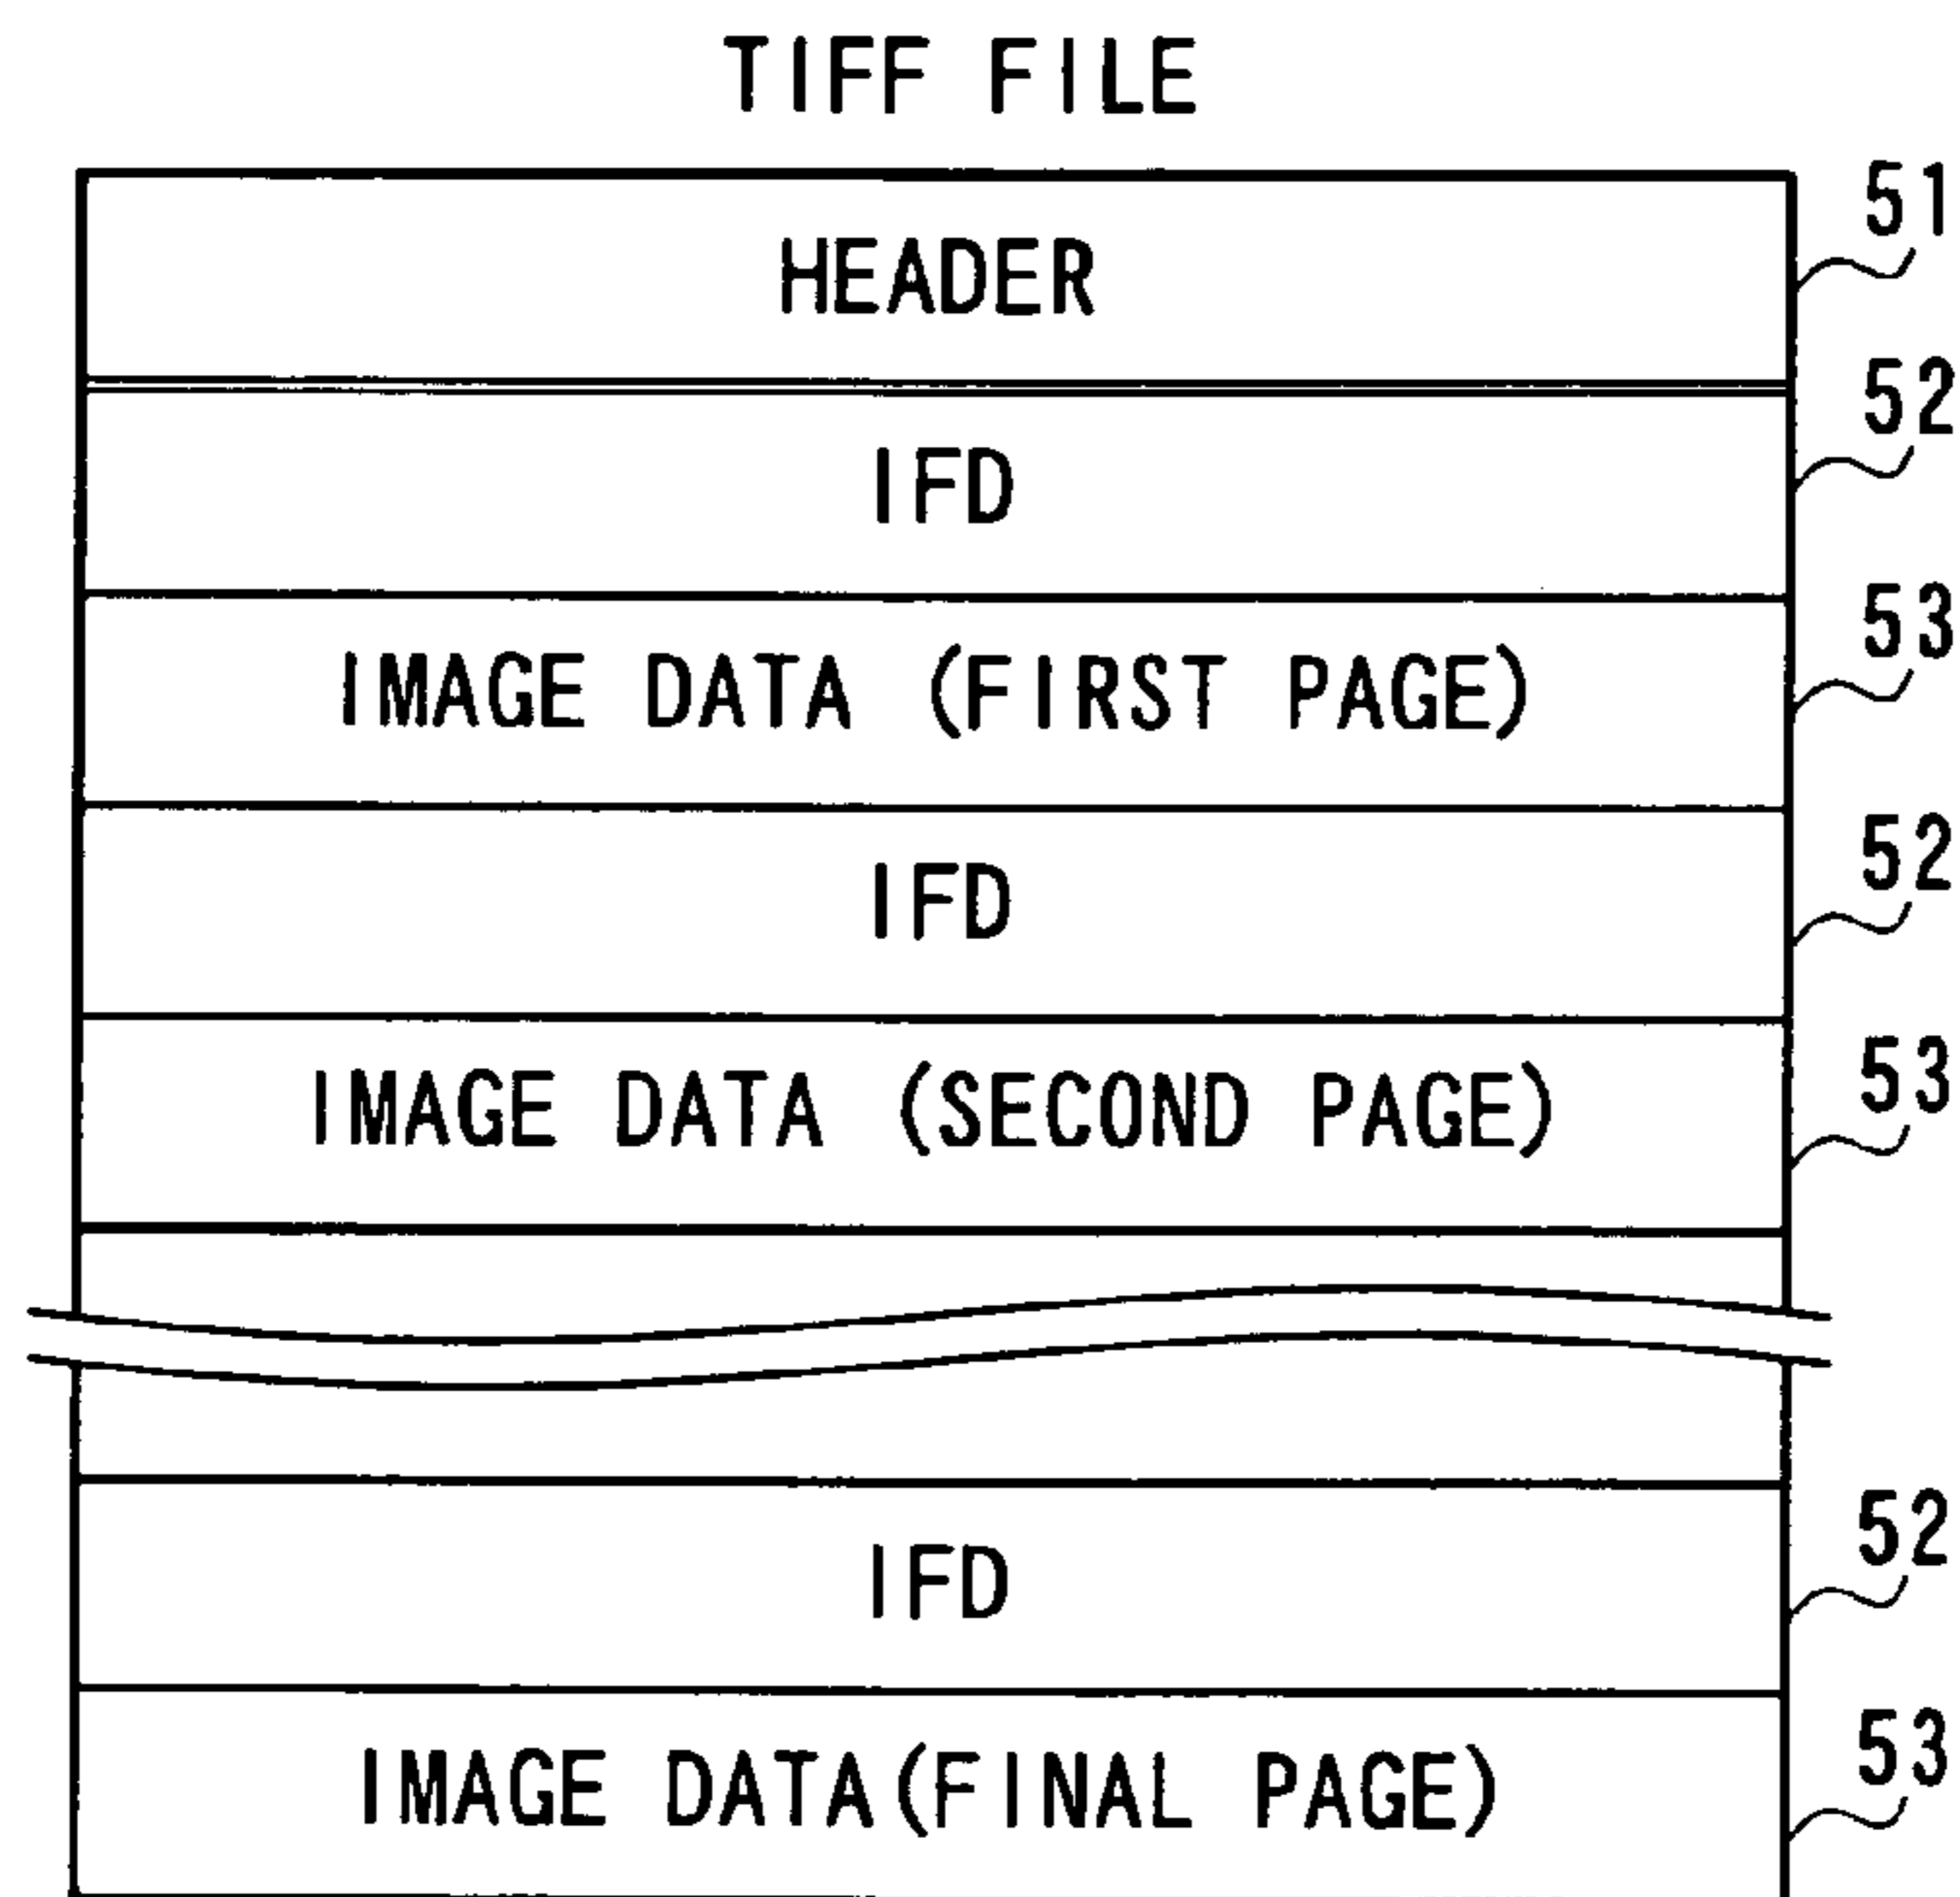 TIFF FILE
51
HEADER
52
IFD
53
IMAGE DATA (FIRST PAGE)
52
IFD
53
IMAGE DATA (SECOND PAGE)
52
IFD
53
IMAGE DATA(FINAL PAGE)